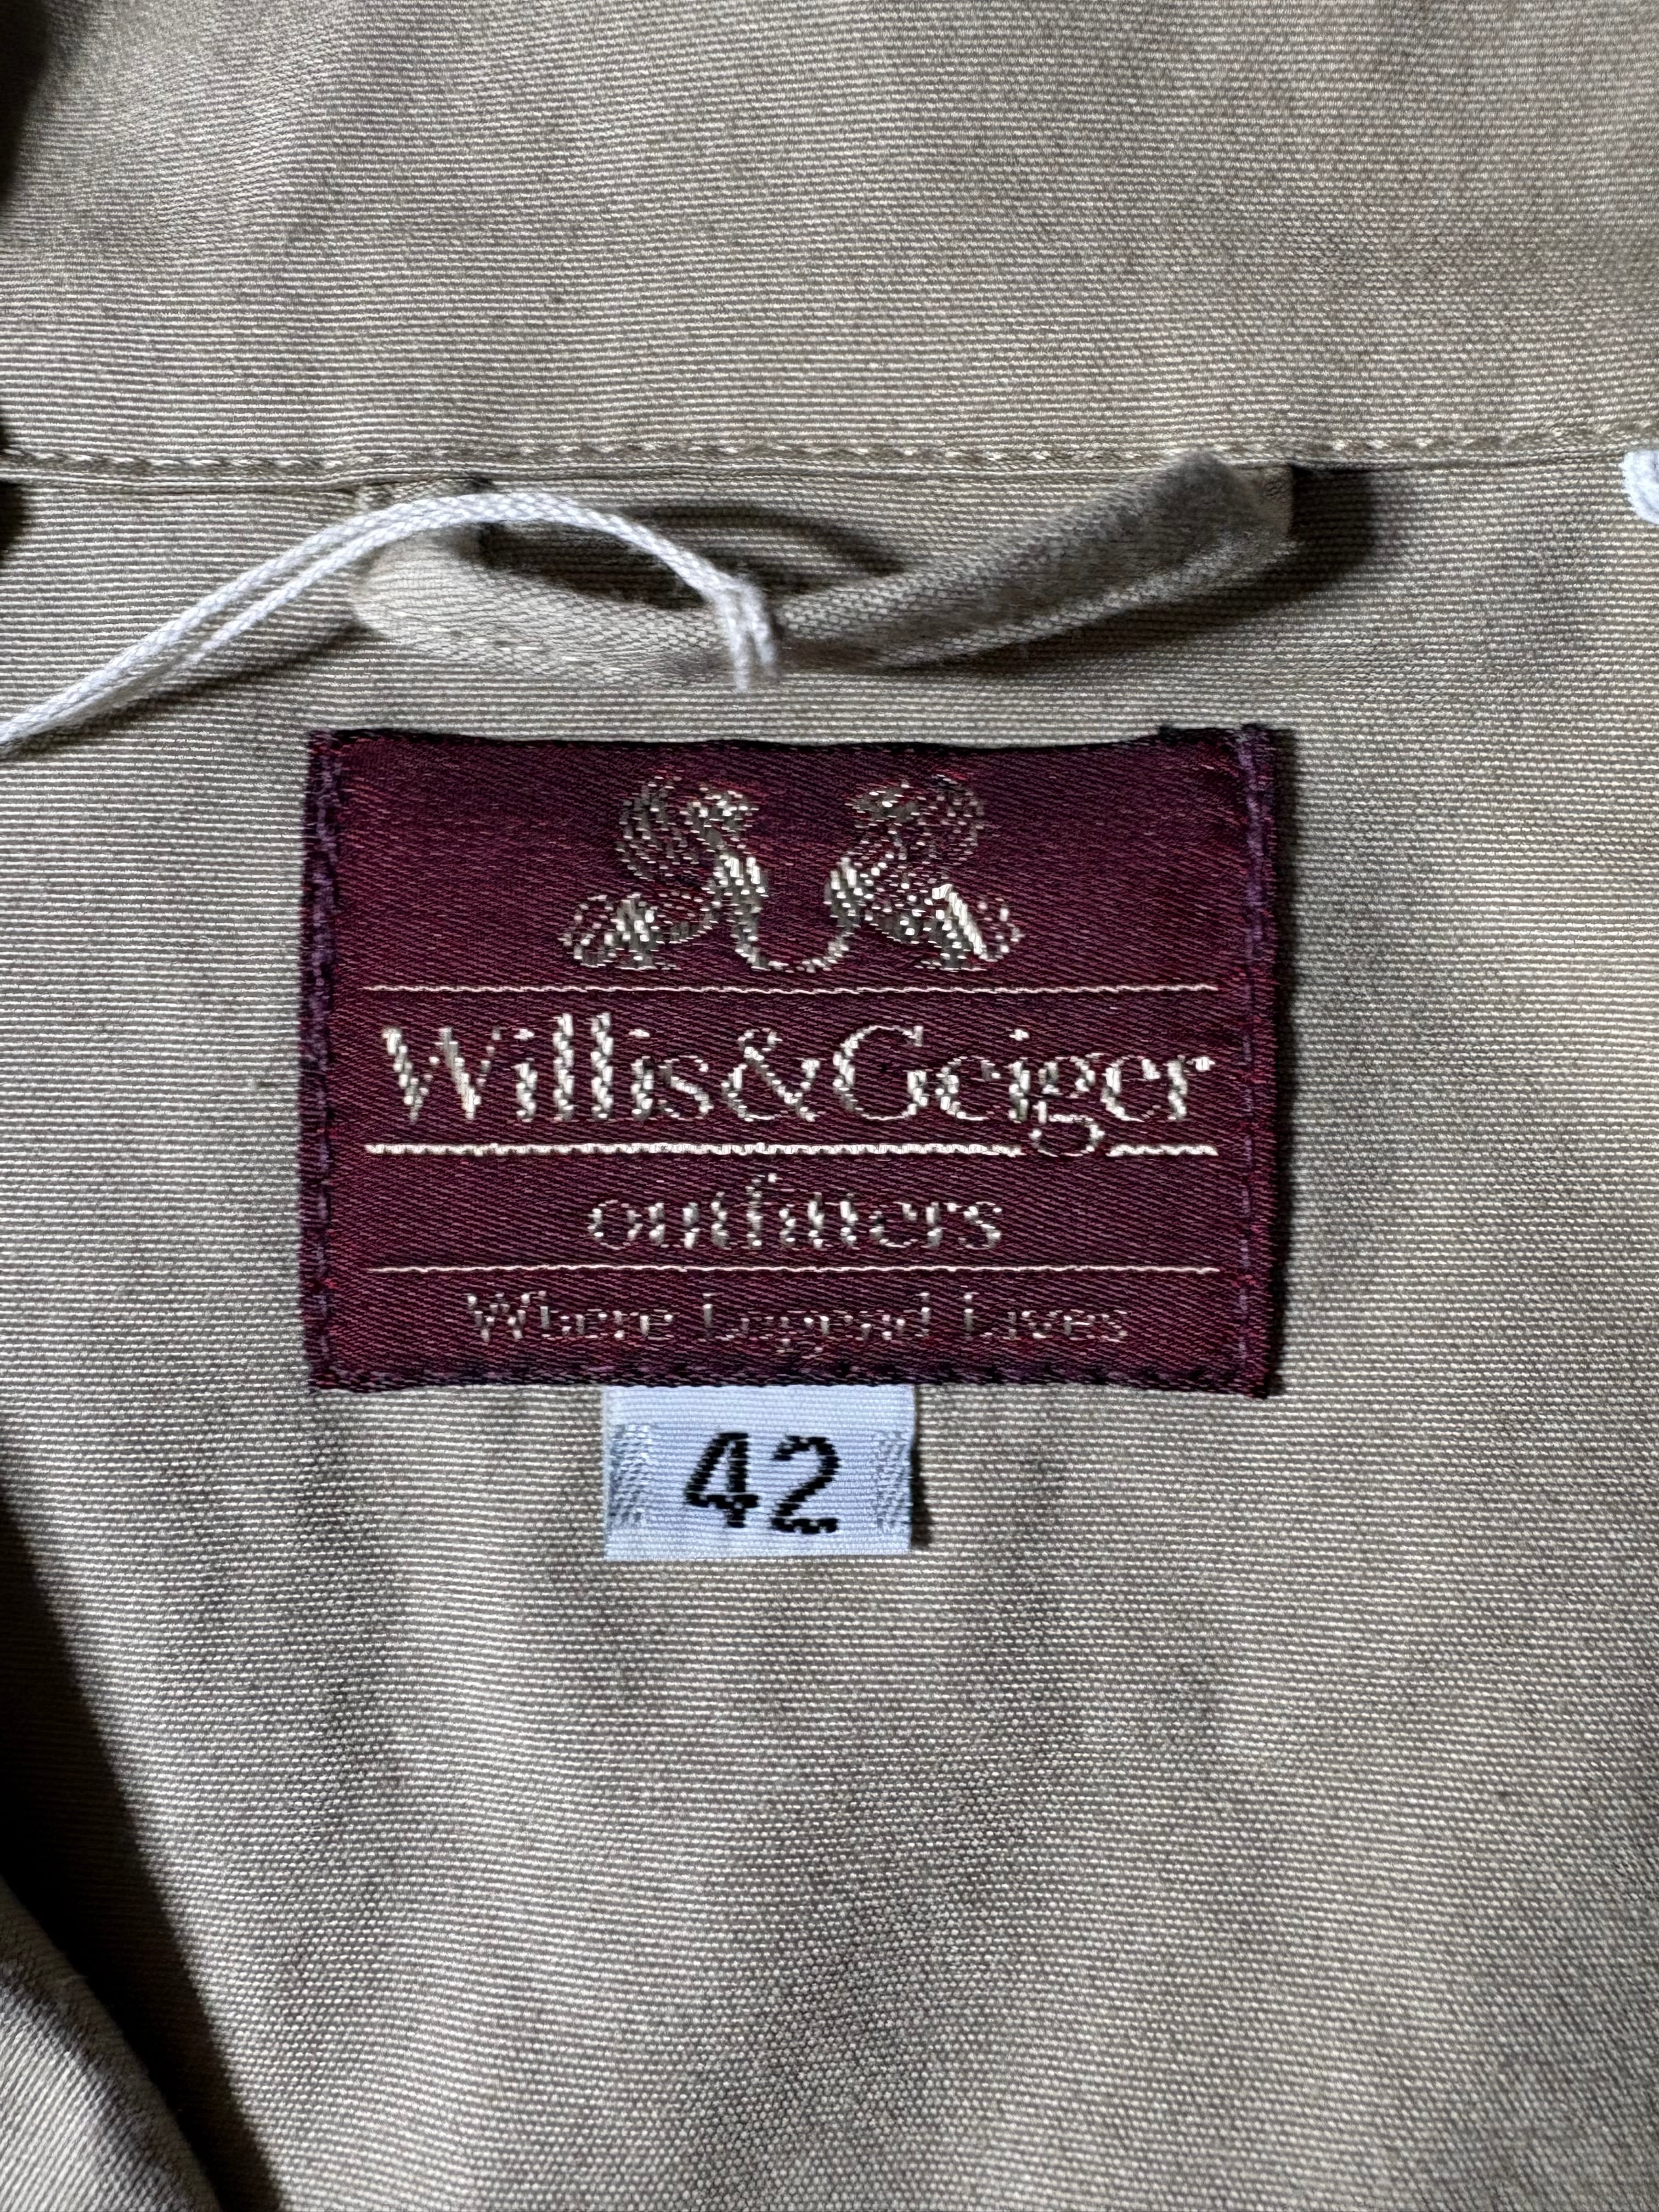 Willis&Geiger
outfitters
Where Legend Lives
42